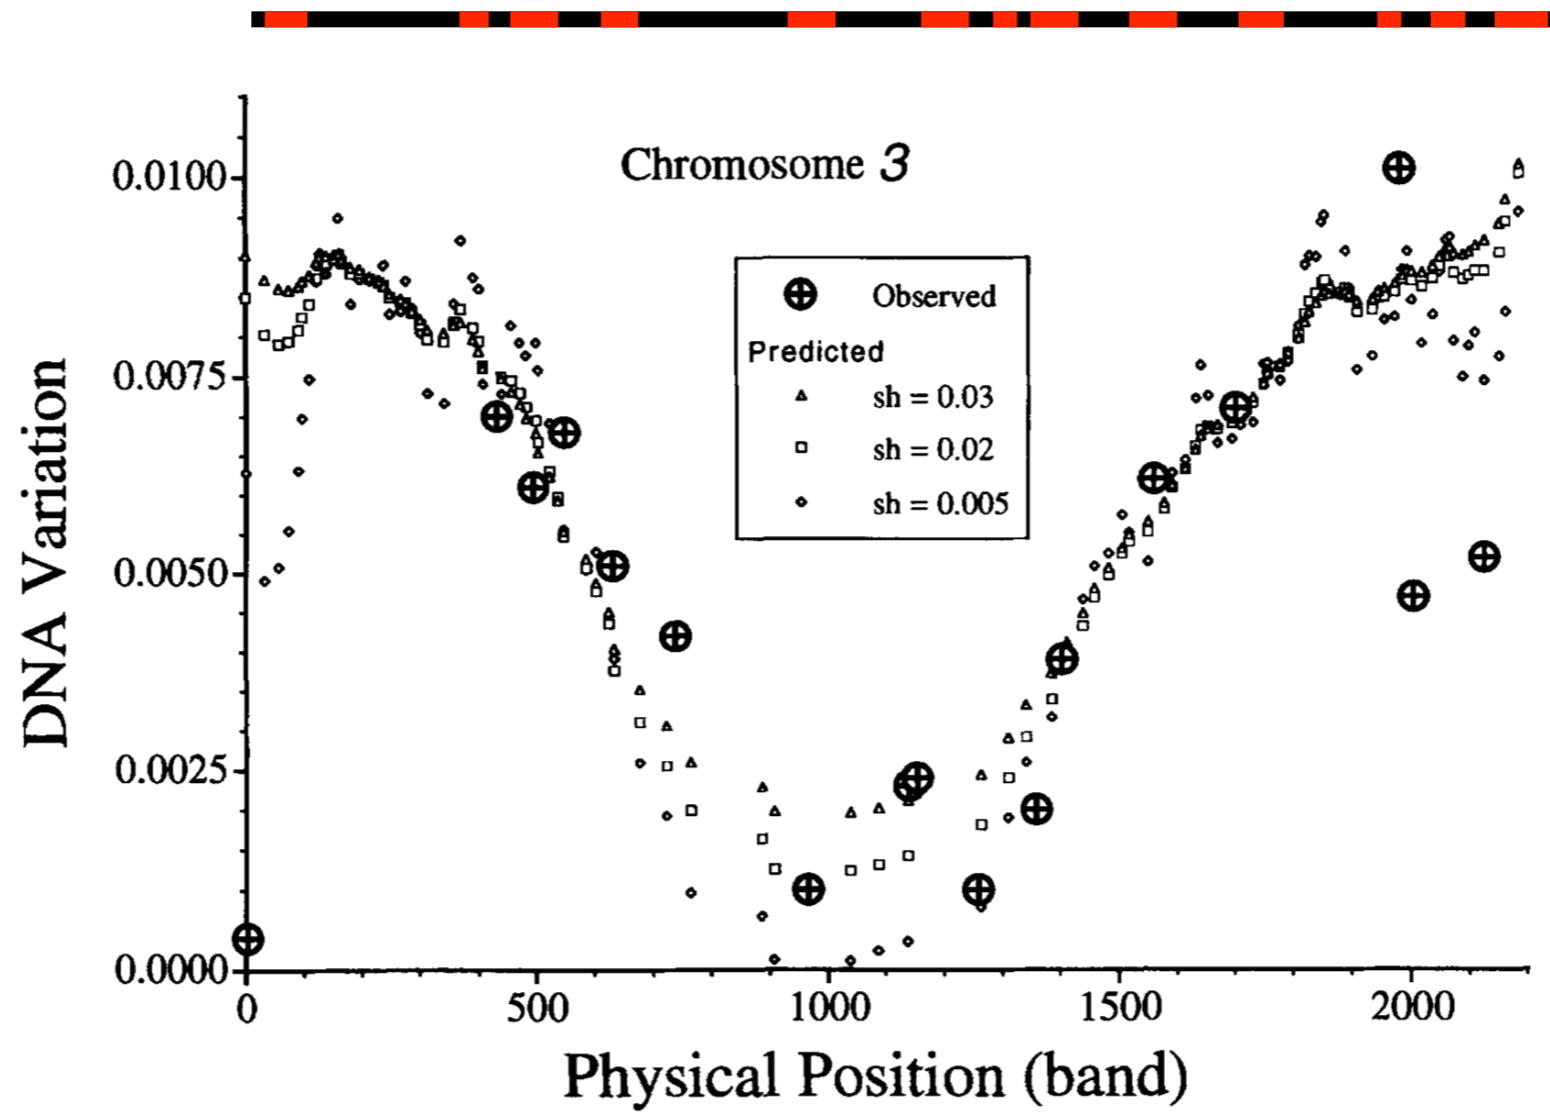 Chromosome 3
0.0100
0.0075
0.0050
0.0025
0.0000
DNA Variation
Observed
Predicted
sh = 0.03
sh = 0.02
sh = 0.005
0 500 1000 1500 2000
Physical Position (band)